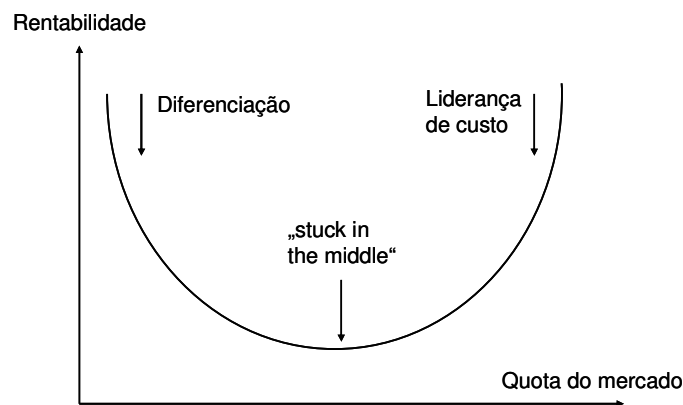 Rentabilidade
Diferenciação
Liderança
de custo
„stuck in
the middle“
Quota do mercado